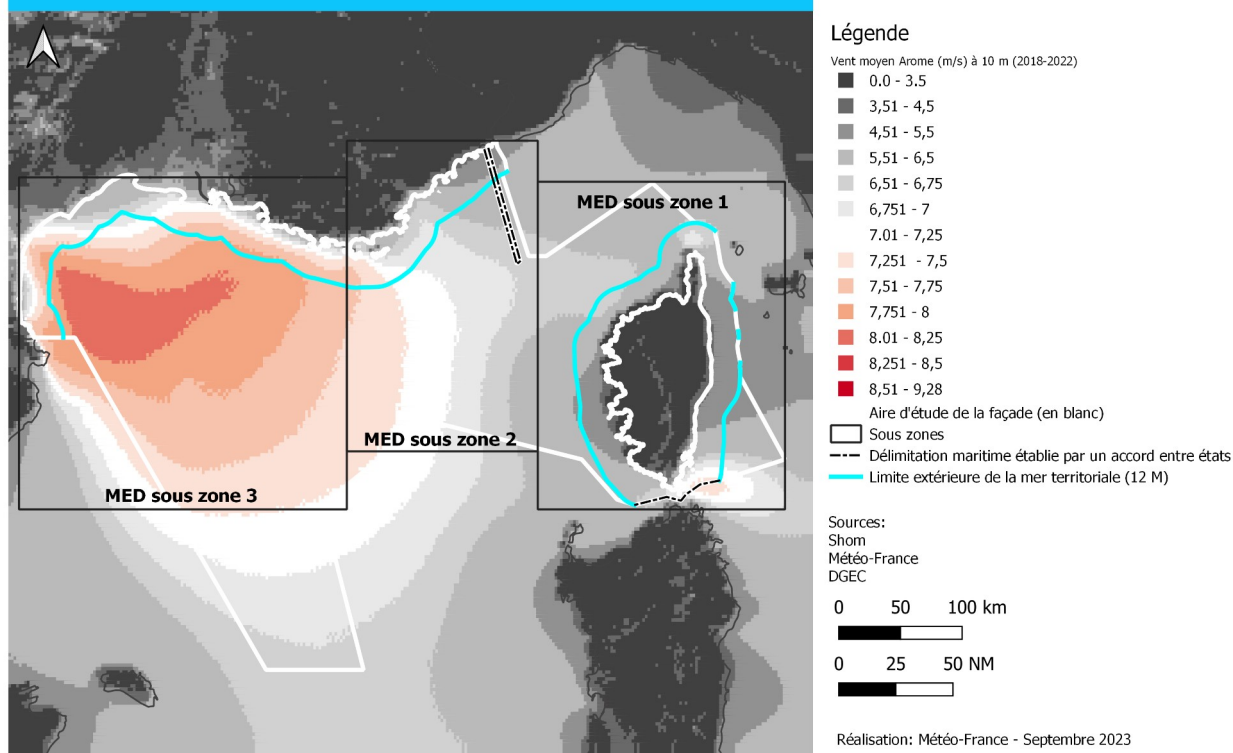 MED sous zone 1
MED sous zone 2
MED sous zone 3
Légende
Vent moyen Arome (m/s) à 10 m (2018-2022)
0.0 - 3.5
3,51 - 4,5
4,51 - 5,5
5,51 - 6,5
6,51 - 6,75
6,751 - 7
7.01 - 7,25
7,251 - 7,5
7,51 - 7,75
7,751 - 8
8.01 - 8,25
8,251 - 8,5
8,51 - 9,28
Aire d'étude de la façade (en blanc)
Sous zones
Délimitation maritime établie par un accord entre états
Limite extérieure de la mer territoriale (12 M)
Sources:
Shom
Météo-France
DGEC
0 50 100 km
0 25 50 NM
Réalisation: Météo-France - Septembre 2023